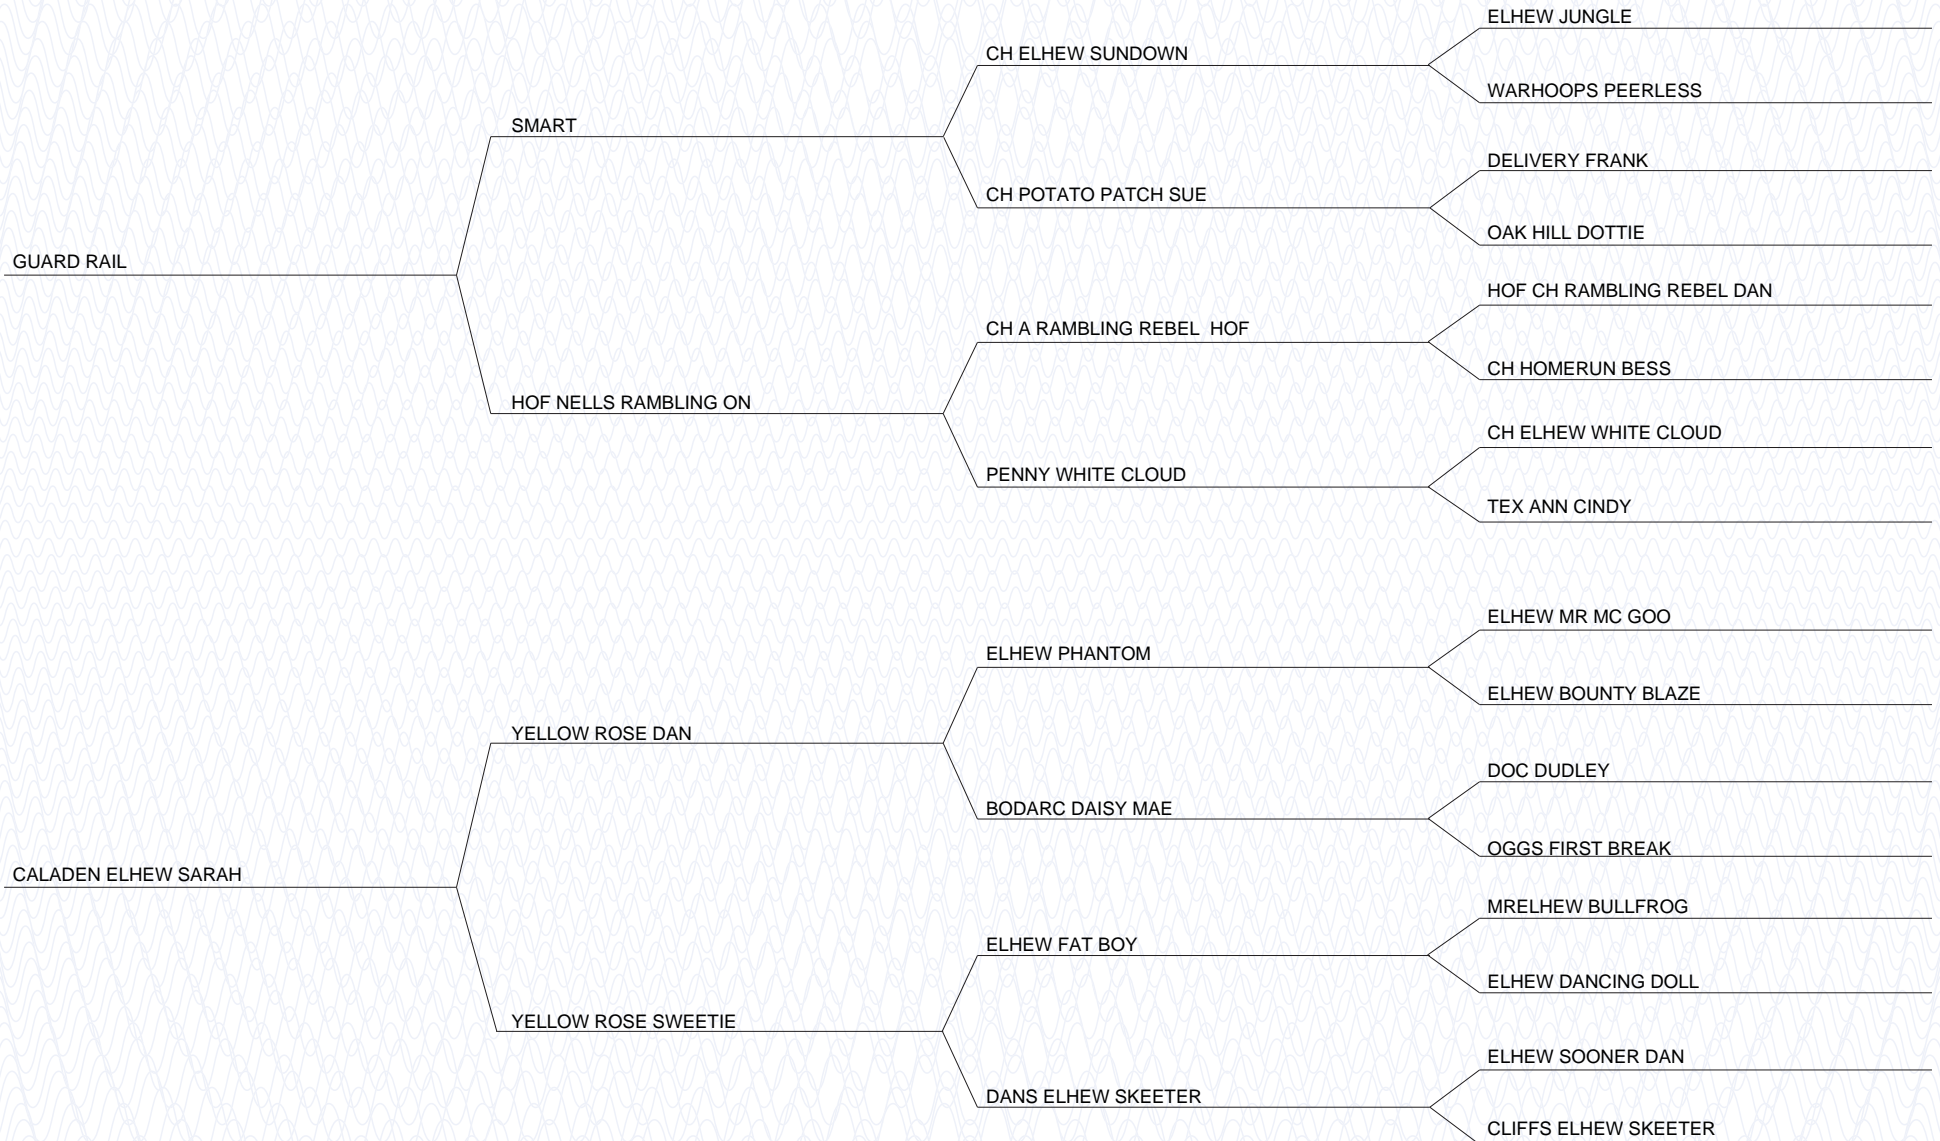 ELHEW JUNGLE
CH ELHEW SUNDOWN
WARHOOPS PEERLESS
SMART
DELIVERY FRANK
CH POTATO PATCH SUE
OAK HILL DOTTIE
GUARD RAIL
HOF CH RAMBLING REBEL DAN
CH A RAMBLING REBEL  HOF
CH HOMERUN BESS
HOF NELLS RAMBLING ON
CH ELHEW WHITE CLOUD
PENNY WHITE CLOUD
TEX ANN CINDY
ELHEW MR MC GOO
ELHEW PHANTOM
ELHEW BOUNTY BLAZE
YELLOW ROSE DAN
DOC DUDLEY
BODARC DAISY MAE
OGGS FIRST BREAK
CALADEN ELHEW SARAH
MRELHEW BULLFROG
ELHEW FAT BOY
ELHEW DANCING DOLL
YELLOW ROSE SWEETIE
ELHEW SOONER DAN
DANS ELHEW SKEETER
CLIFFS ELHEW SKEETER